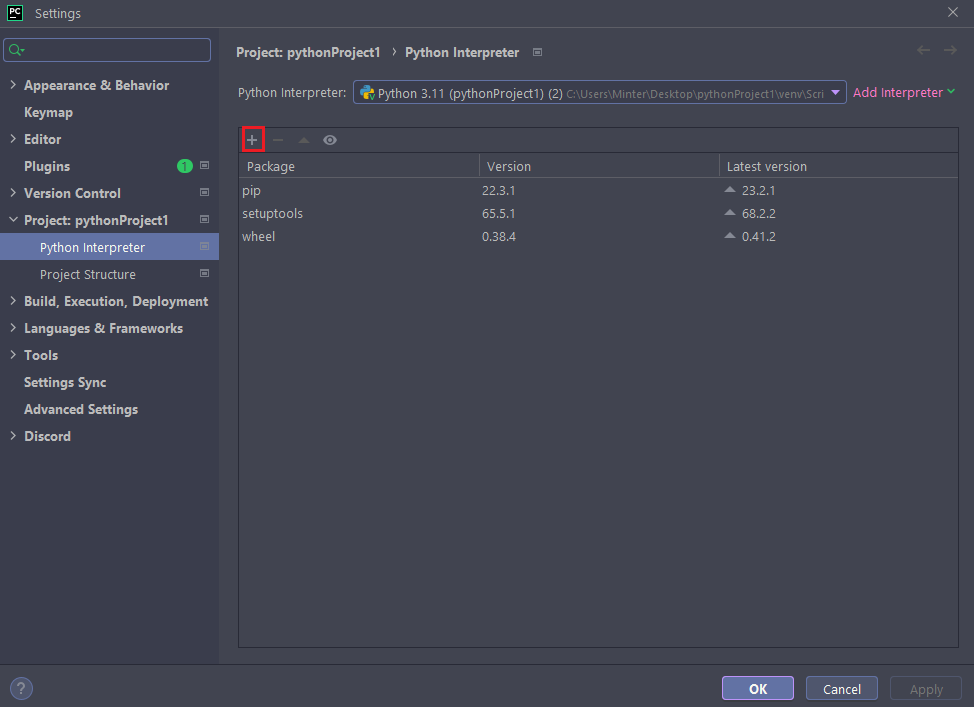 PC Settings
Project: pythonProject1 › Python Interpreter
Python Interpreter: Python 3.11 (pythonProject1) (2) C:\Users\Minter\Desktop\pythonProject1\venv\Scri Add Interpreter
Appearance & Behavior
Keymap
Editor
Plugins 1
Version Control
Project: pythonProject1
Python Interpreter
Project Structure
Build, Execution, Deployment
Languages & Frameworks
Tools
Settings Sync
Advanced Settings
Discord
Package Version Latest version
pip 22.3.1 23.2.1
setuptools 65.5.1 68.2.2
wheel 0.38.4 0.41.2
? OK Cancel Apply